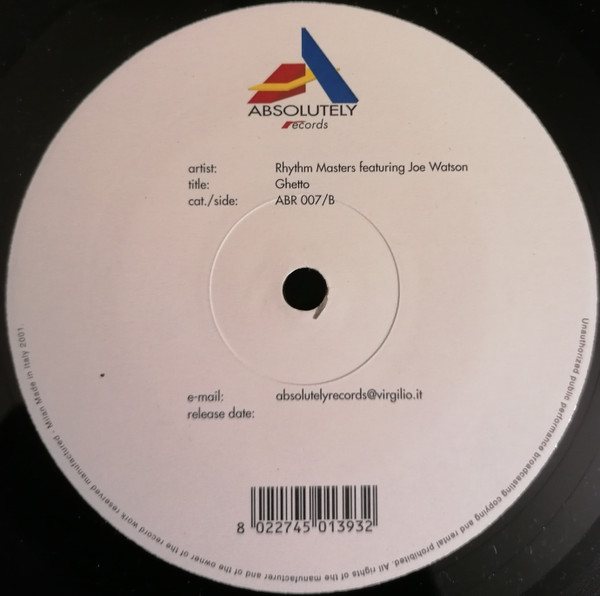 ABSOLUTELY
records
artist: Rhythm Masters featuring Joe Watson
title: Ghetto
cat./side: ABR 007/B
e-mail: absolutelyrecords@virgilio.it
release date:
8 022745 013932
Unauthorized public performance broadcasting copying and rental prohibited. All rights of the manufacturer and of the owner of the record work reserved manufactured - Milan Made in Italy 2001